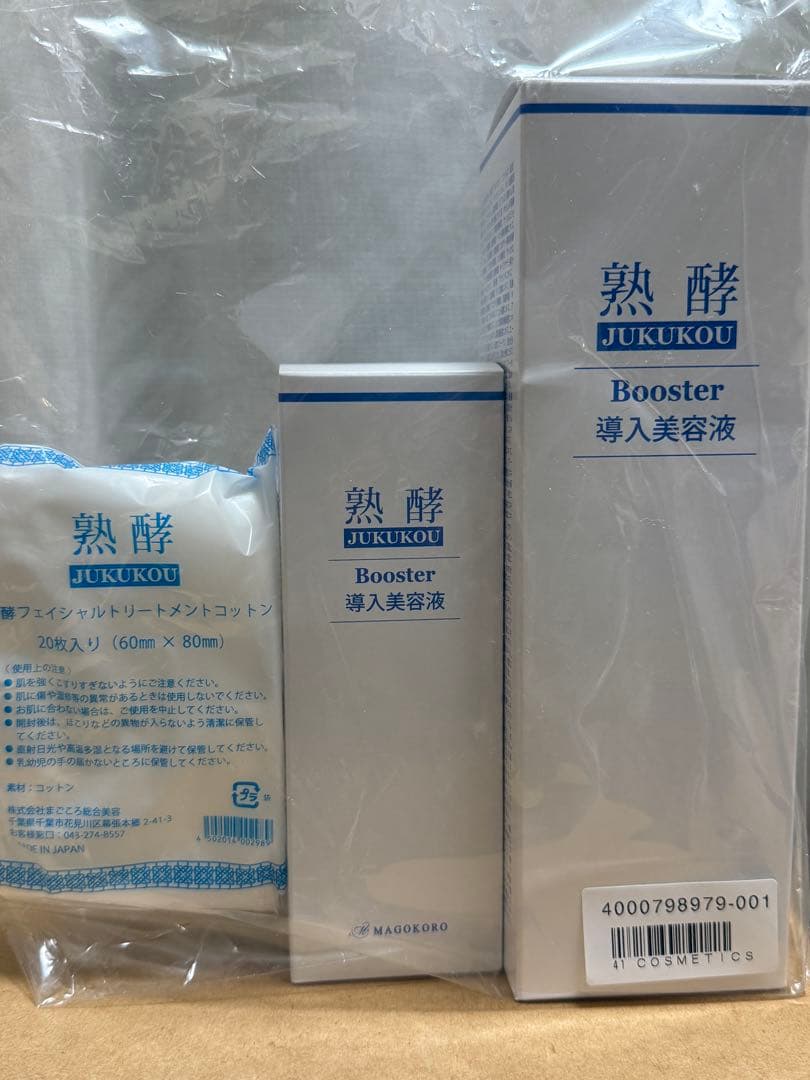 熟酵
JUKUKOU
酵フェイシャルトリートメントコットン
20枚入り（60㎜ × 80㎜）
〈使用上の注意〉
● 肌を強くこすりすぎないようにご注意ください。
● 肌に傷や湿疹等の異常があるときは使用しないでください。
● お肌に合わない場合は、ご使用を中止してください。
● 開封後は、ほこりなどの異物が入らないよう清潔に保管し
てください。
● 直射日光や高温多湿となる場所を避けて保管してください。
● 乳幼児の手の届かないところに保管してください。
素材：コットン
プラ
袋
株式会社まごころ総合美容
千葉県千葉市花見川区幕張本郷 2-41-3
お客様窓口：043-274-8557
MADE IN JAPAN
4 502014 002989
熟酵
JUKUKOU
Booster
導入美容液
MAGOKORO
熟酵
JUKUKOU
Booster
導入美容液
4000798979-001
41 COSMETICS